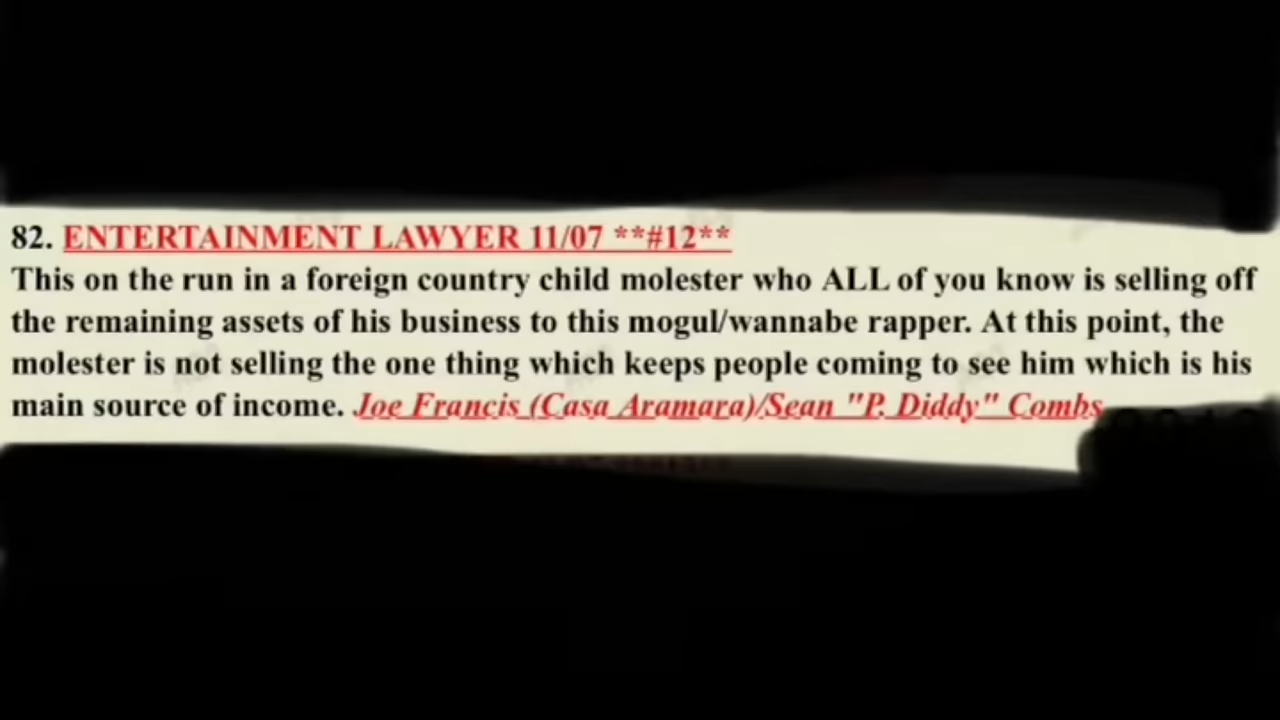 82. ENTERTAINMENT LAWYER 11/07 **#12**
This on the run in a foreign country child molester who ALL of you know is selling off
the remaining assets of his business to this mogul/wannabe rapper. At this point, the
molester is not selling the one thing which keeps people coming to see him which is his
main source of income. Joe Francis (Casa Aramara)/Sean "P. Diddy" Combs